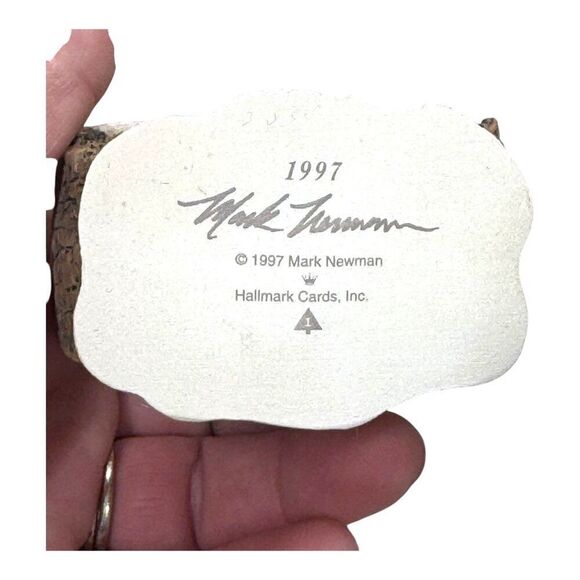 1997
Mark Newman
© 1997 Mark Newman
Hallmark Cards, Inc.
1